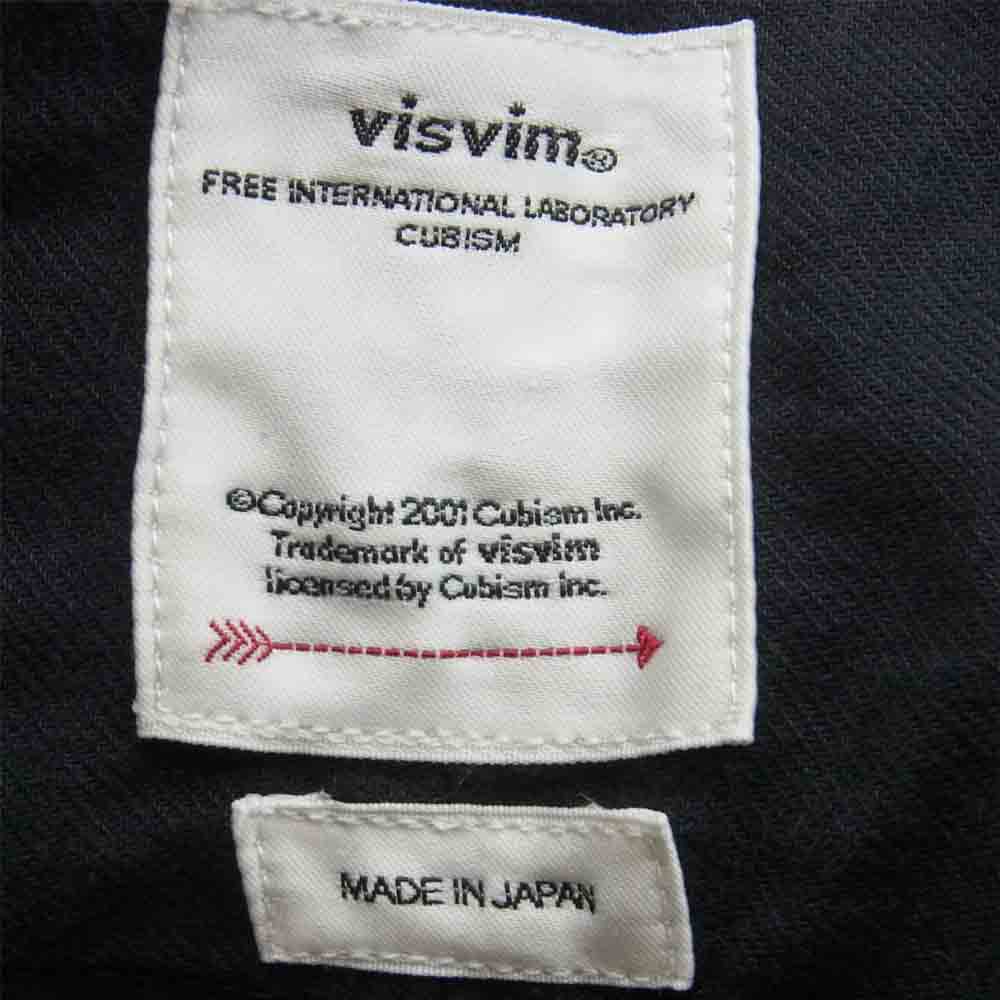 visvim®
FREE INTERNATIONAL LABORATORY
CUBISM
©Copyright 2001 Cubism Inc.
Trademark of visvim
licensed by Cubism Inc.
MADE IN JAPAN